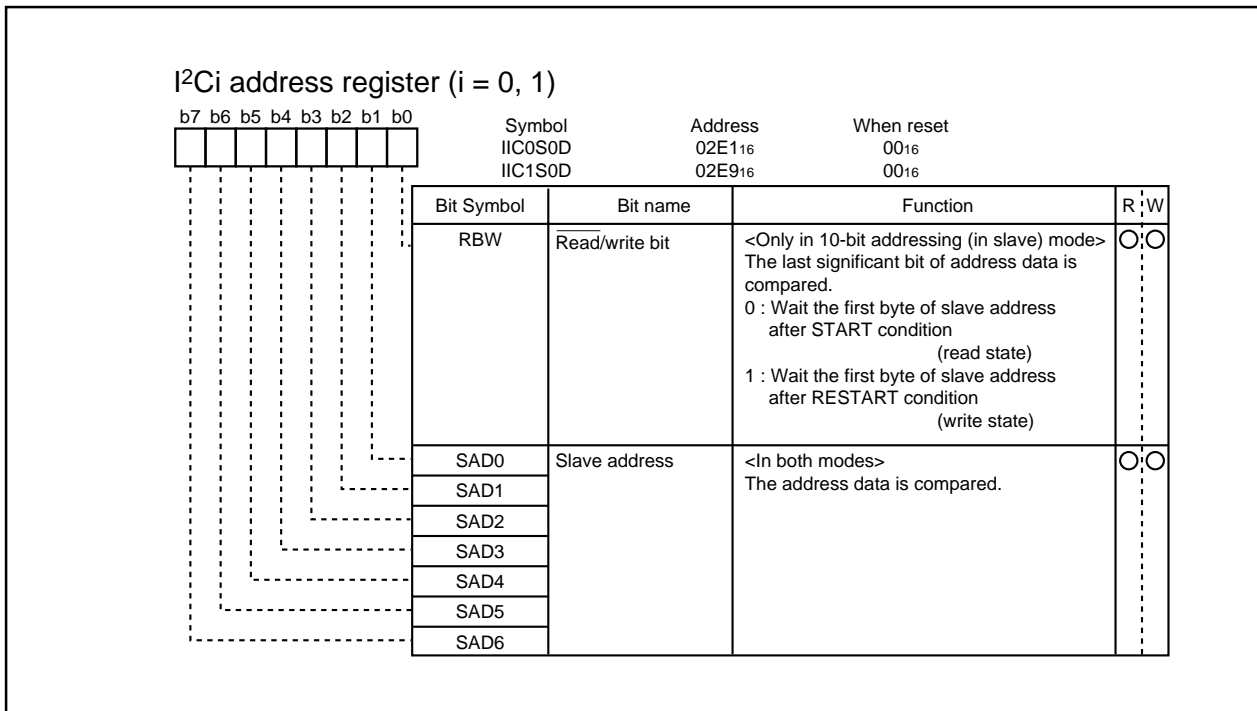 I²Ci address register (i = 0, 1)
b7 b6 b5 b4 b3 b2 b1 b0
Symbol Address When reset
IIC0S0D 02E1₁₆ 00₁₆
IIC1S0D 02E9₁₆ 00₁₆
Bit Symbol Bit name Function R W
RBW Read/write bit <Only in 10-bit addressing (in slave) mode> ○ ○
The last significant bit of address data is
compared.
0 : Wait the first byte of slave address
after START condition
(read state)
1 : Wait the first byte of slave address
after RESTART condition
(write state)
SAD0 Slave address <In both modes> ○ ○
SAD1 The address data is compared.
SAD2
SAD3
SAD4
SAD5
SAD6